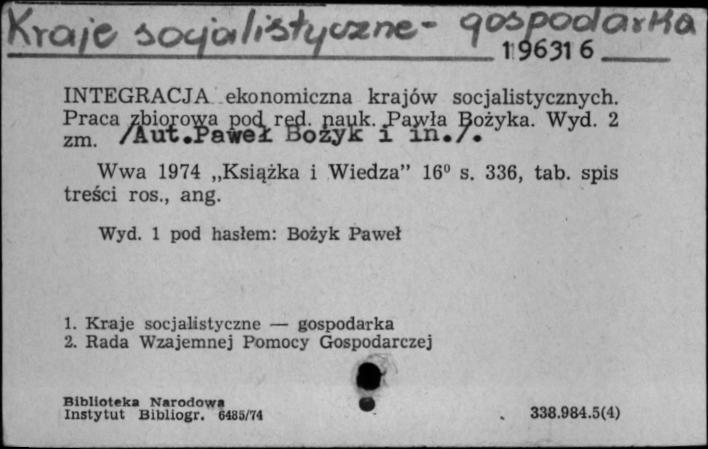 Kraje socjalistyczne - gospodarka
196316
INTEGRACJA ekonomiczna krajów socjalistycznych.
Praca zbiorowa pod red. nauk. Pawła Bożyka. Wyd. 2
zm. /Aut.Paweł Bożyk i in./.
Wwa 1974 „Książka i Wiedza” 16⁰ s. 336, tab. spis
treści ros., ang.
Wyd. 1 pod hasłem: Bożyk Paweł
1. Kraje socjalistyczne — gospodarka
2. Rada Wzajemnej Pomocy Gospodarczej
Biblioteka Narodowa
Instytut Bibliogr. 6485/74
338.984.5(4)